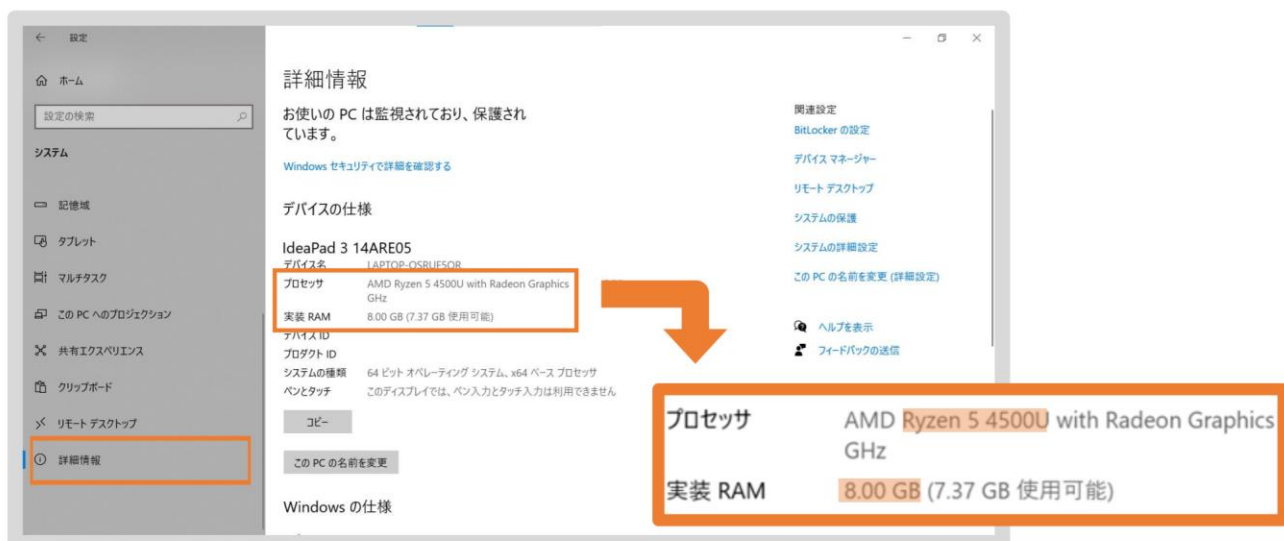 設定
ホーム
設定の検索
システム
記憶域
タブレット
マルチタスク
この PC へのプロジェクション
共有エクスペリエンス
クリップボード
リモート デスクトップ
詳細情報
詳細情報
お使いの PC は監視されており、保護され
ています。
Windows セキュリティで詳細を確認する
デバイスの仕様
IdeaPad 3 14ARE05
デバイス名 LAPTOP-OSRUF5OR
プロセッサ AMD Ryzen 5 4500U with Radeon Graphics
GHz
実装 RAM 8.00 GB (7.37 GB 使用可能)
デバイス ID
プロダクト ID
システムの種類 64 ビット オペレーティング システム、x64 ベース プロセッサ
ペンとタッチ このディスプレイでは、ペン入力とタッチ入力は利用できません
コピー
この PC の名前を変更
Windows の仕様
関連設定
BitLocker の設定
デバイス マネージャー
リモート デスクトップ
システムの保護
システムの詳細設定
この PC の名前を変更 (詳細設定)
ヘルプを表示
フィードバックの送信
プロセッサ AMD Ryzen 5 4500U with Radeon Graphics
GHz
実装 RAM 8.00 GB (7.37 GB 使用可能)